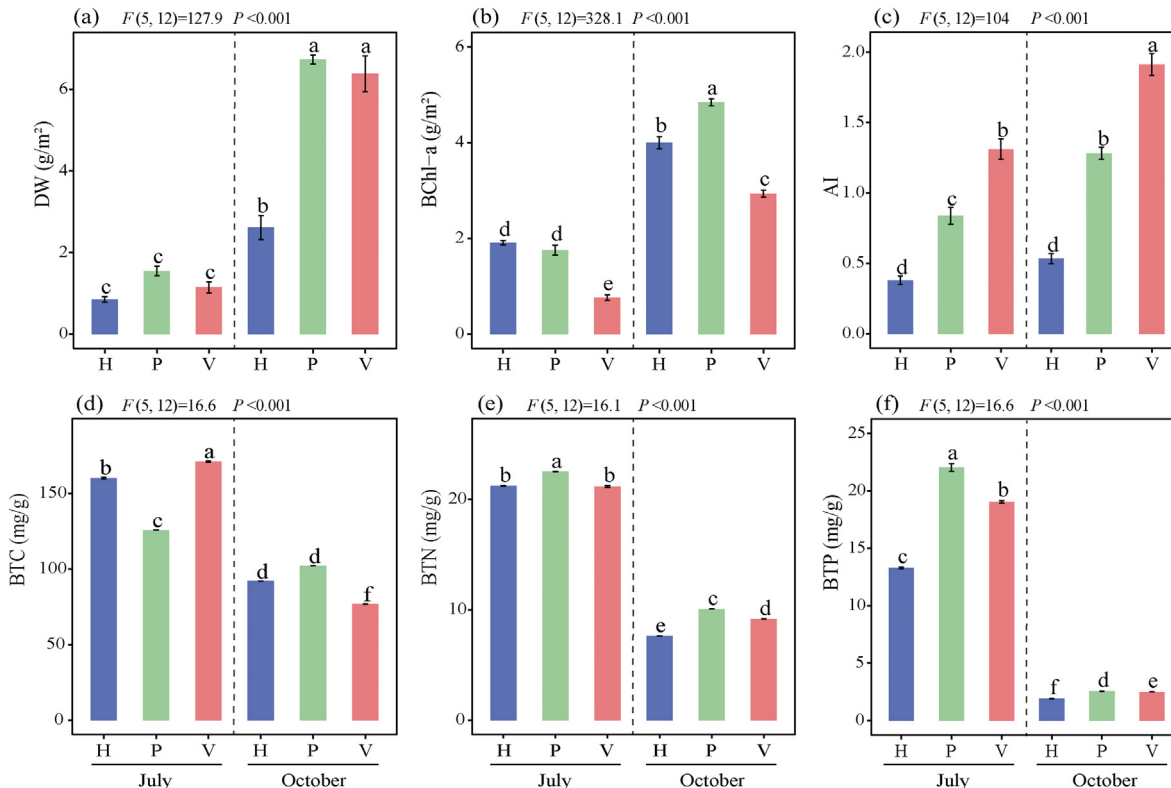 (a) F(5, 12)=127.9 P<0.001
DW (g/m²)
6
4
2
0
c
c
c
b
a
a
H P V H P V
(b) F(5, 12)=328.1 P<0.001
BChl−a (g/m²)
6
4
2
0
d
d
e
b
a
c
H P V H P V
(c) F(5, 12)=104 P<0.001
AI
2.0
1.5
1.0
0.5
0.0
d
c
b
d
b
a
H P V H P V
(d) F(5, 12)=16.6 P<0.001
BTC (mg/g)
150
100
50
0
b
c
a
d
d
f
H P V H P V
July October
(e) F(5, 12)=16.1 P<0.001
BTN (mg/g)
20
10
0
b
a
b
e
c
d
H P V H P V
July October
(f) F(5, 12)=16.6 P<0.001
BTP (mg/g)
25
20
15
10
5
0
c
a
b
f
d
e
H P V H P V
July October